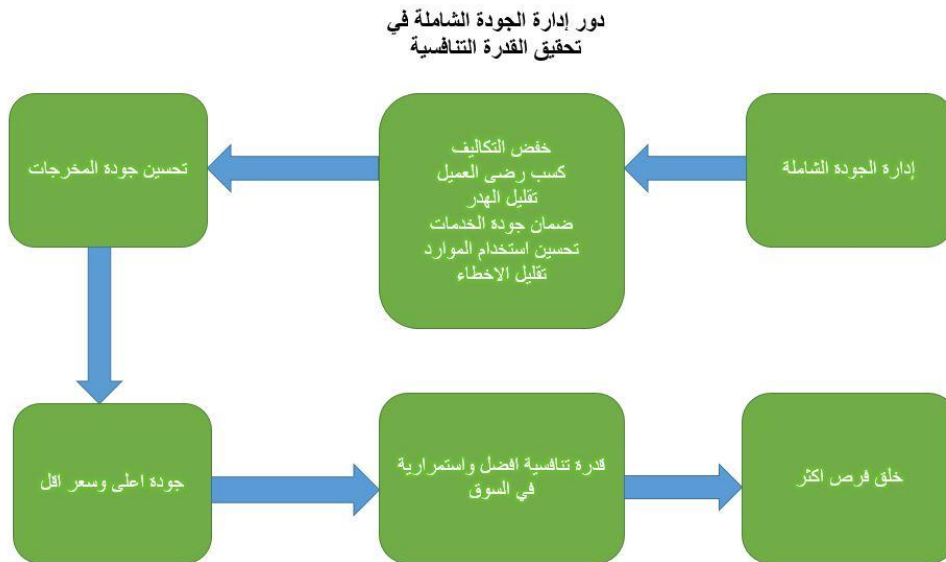 دور إدارة الجودة الشاملة في
تحقيق القدرة التنافسية
إدارة الجودة الشاملة
خفض التكاليف
كسب رضى العميل
تقليل الهدر
ضمان جودة الخدمات
تحسين استخدام الموارد
تقليل الاخطاء
تحسين جودة المخرجات
جودة اعلى وسعر اقل
قدرة تنافسية افضل واستمرارية
في السوق
خلق فرص اكثر